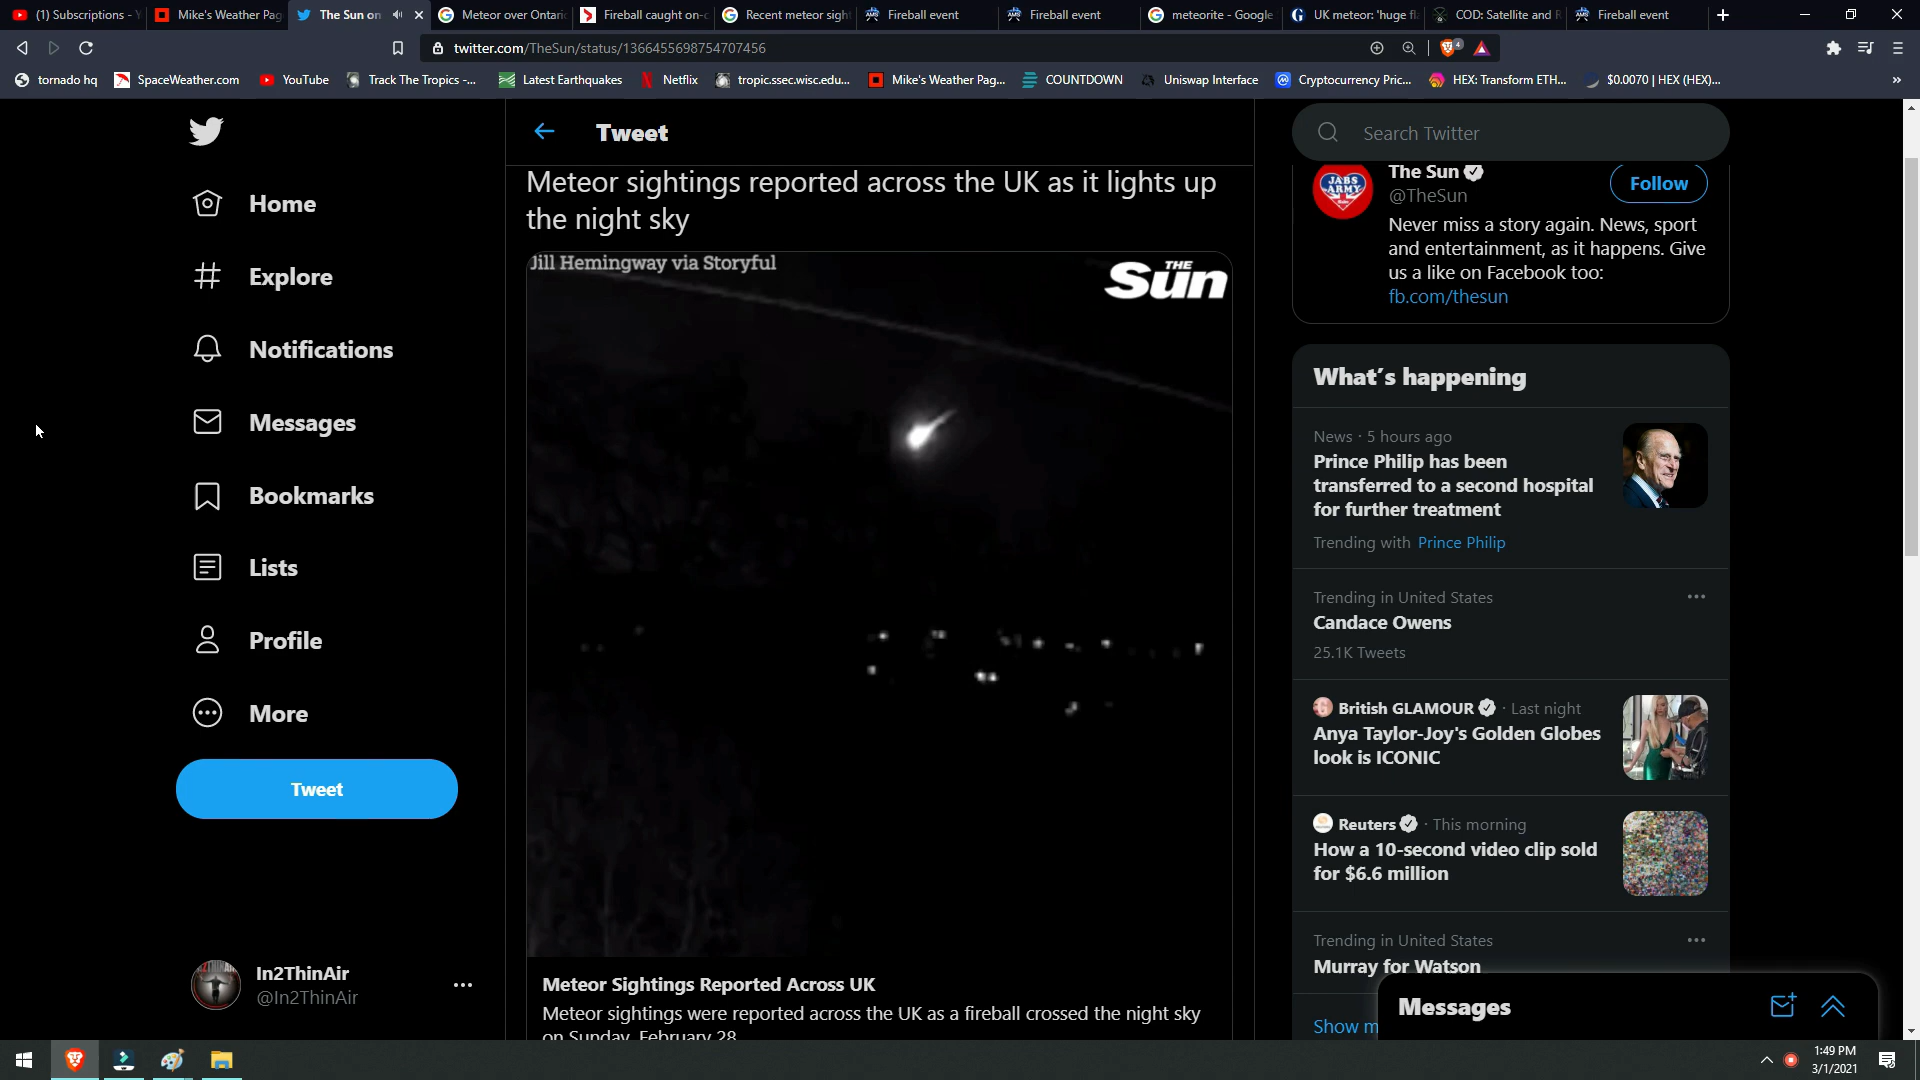 (1) Subscriptions - Y
Mike's Weather Pag
The Sun on
Meteor over Ontari
Fireball caught on-c
Recent meteor sigh
Fireball event
Fireball event
meteorite - Google
UK meteor: 'huge fl
COD: Satellite and R
Fireball event
twitter.com/TheSun/status/1366455698754707456
4
tornado hq
SpaceWeather.com
YouTube
Track The Tropics -...
Latest Earthquakes
Netflix
tropic.ssec.wisc.edu...
Mike's Weather Pag...
COUNTDOWN
Uniswap Interface
Cryptocurrency Pric...
HEX: Transform ETH...
$0.0070 | HEX (HEX)...
»
Home
Explore
Notifications
Messages
Bookmarks
Lists
Profile
More
Tweet
In2ThinAir
@In2ThinAir
Tweet
Meteor sightings reported across the UK as it lights up
the night sky
Jill Hemingway via Storyful
THE
Sun
Meteor Sightings Reported Across UK
Meteor sightings were reported across the UK as a fireball crossed the night sky
on Sunday, February 28
Search Twitter
JABS
ARMY
The Sun
@TheSun
Follow
Never miss a story again. News, sport
and entertainment, as it happens. Give
us a like on Facebook too:
fb.com/thesun
What's happening
News · 5 hours ago
Prince Philip has been
transferred to a second hospital
for further treatment
Trending with Prince Philip
Trending in United States
Candace Owens
25.1K Tweets
British GLAMOUR · Last night
Anya Taylor-Joy's Golden Globes
look is ICONIC
Reuters · This morning
How a 10-second video clip sold
for $6.6 million
Trending in United States
Murray for Watson
Show m
Messages
1:49 PM
3/1/2021